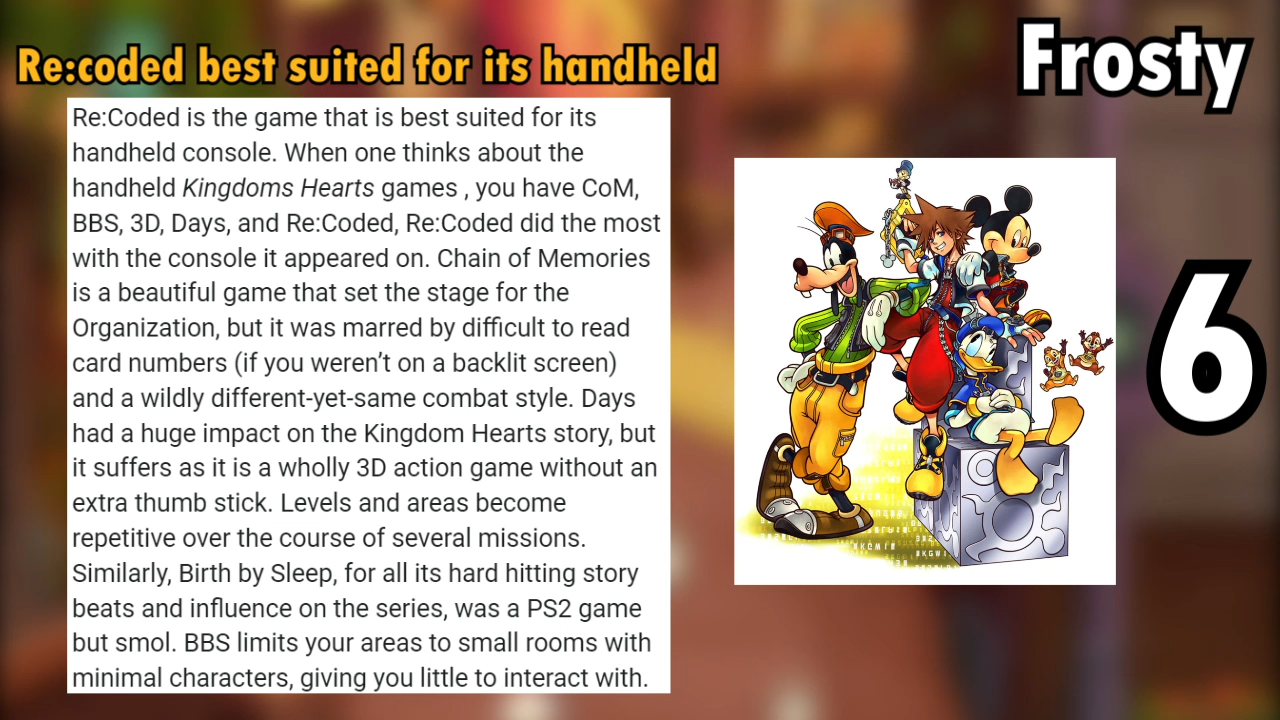 Re:coded best suited for its handheld
Frosty
Re:Coded is the game that is best suited for its
handheld console. When one thinks about the
handheld Kingdoms Hearts games , you have CoM,
BBS, 3D, Days, and Re:Coded, Re:Coded did the most
with the console it appeared on. Chain of Memories
is a beautiful game that set the stage for the
Organization, but it was marred by difficult to read
card numbers (if you weren’t on a backlit screen)
and a wildly different-yet-same combat style. Days
had a huge impact on the Kingdom Hearts story, but
it suffers as it is a wholly 3D action game without an
extra thumb stick. Levels and areas become
repetitive over the course of several missions.
Similarly, Birth by Sleep, for all its hard hitting story
beats and influence on the series, was a PS2 game
but smol. BBS limits your areas to small rooms with
minimal characters, giving you little to interact with.
6